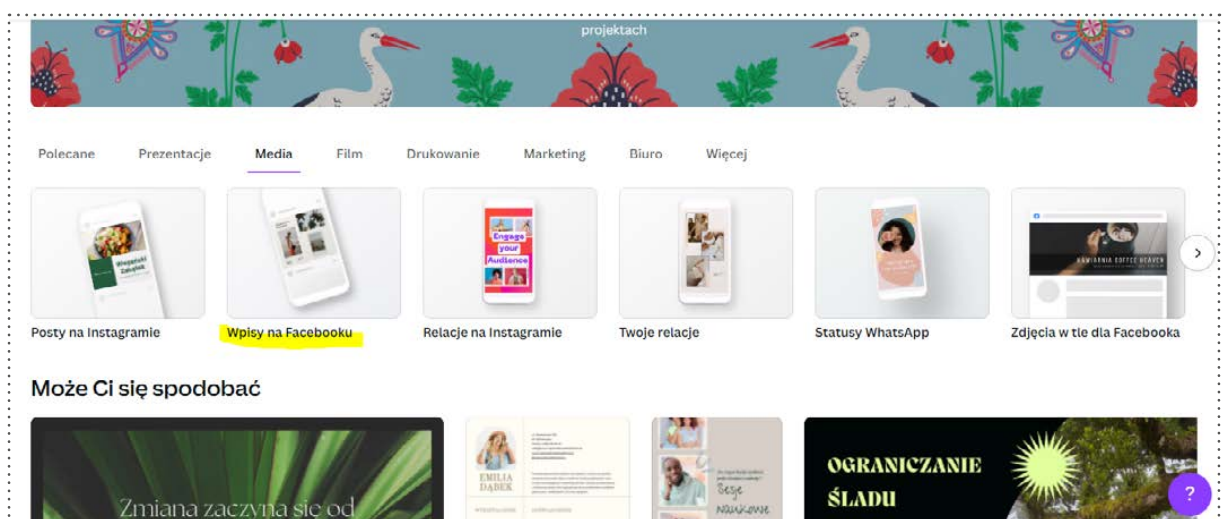 projektach
Polecane Prezentacje Media Film Drukowanie Marketing Biuro Więcej
Wegański
Zakątek
Engage
your
Audience
KAWIARNIA COFFEE HEAVEN
Posty na Instagramie Wpisy na Facebooku Relacje na Instagramie Twoje relacje Statusy WhatsApp Zdjęcia w tle dla Facebooka
Może Ci się spodobać
Zmiana zaczyna się od
EMILIA
DĄBEK
Sesje
Naukowe
OGRANICZANIE
ŚLADU
?